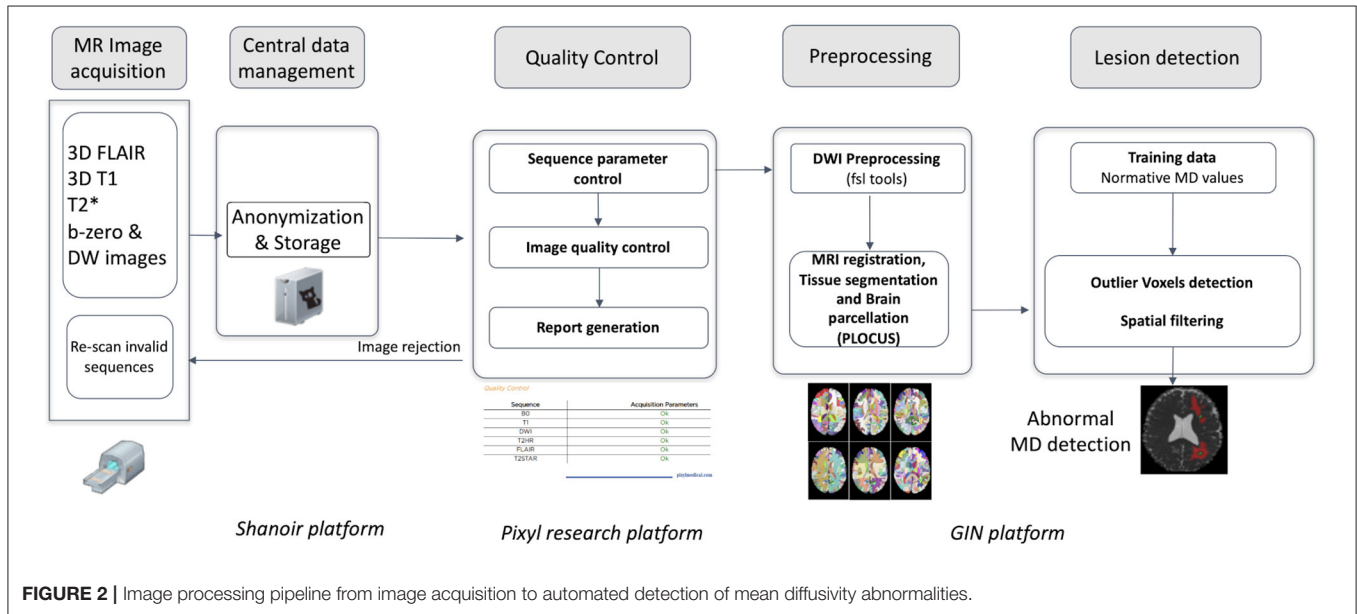 MR Image
acquisition
Central data
management
Quality Control
Preprocessing
Lesion detection
3D FLAIR
3D T1
T2*
b-zero &
DW images
Re-scan invalid
sequences
Anonymization
& Storage
Image rejection
Sequence parameter
control
Image quality control
Report generation
Quality Control
Sequence Acquisition Parameters
B0 Ok
T1 Ok
DWI Ok
T2HR Ok
FLAIR Ok
T2STAR Ok
pixylmedical.com
DWI Preprocessing
(fsl tools)
MRI registration,
Tissue segmentation
and Brain
parcellation
(PLOCUS)
Training data
Normative MD values
Outlier Voxels detection
Spatial filtering
Abnormal
MD detection
Shanoir platform
Pixyl research platform
GIN platform
FIGURE 2 | Image processing pipeline from image acquisition to automated detection of mean diffusivity abnormalities.